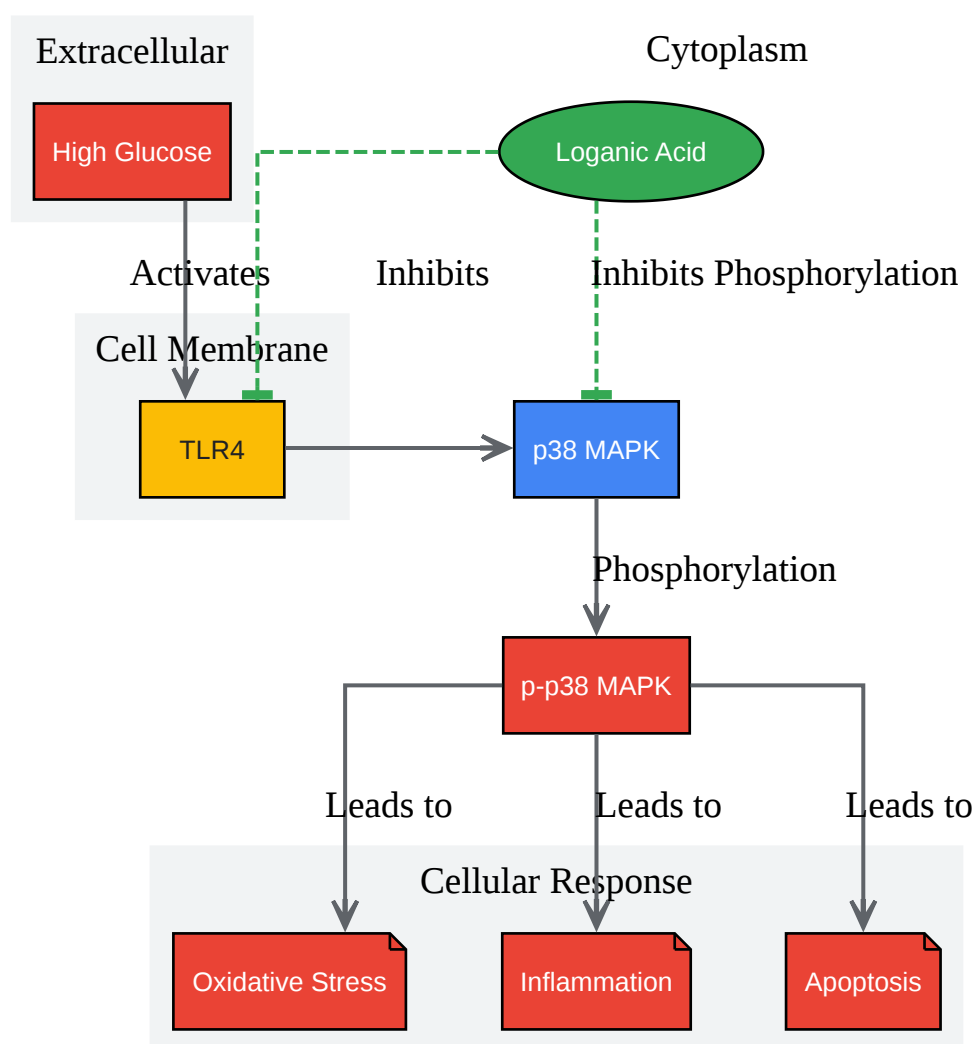 Extracellular
Cytoplasm
High Glucose
Loganic Acid
Activates
Inhibits
Inhibits Phosphorylation
Cell Membrane
TLR4
p38 MAPK
Phosphorylation
p-p38 MAPK
Leads to
Leads to
Leads to
Cellular Response
Oxidative Stress
Inflammation
Apoptosis